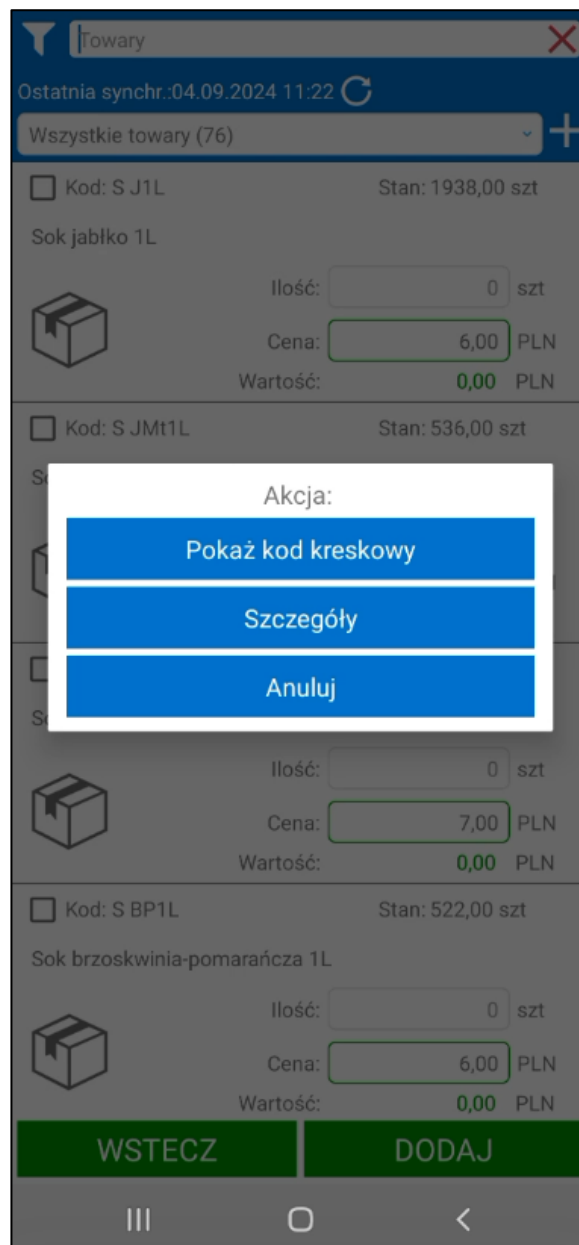 Towary
Ostatnia synchr.:04.09.2024 11:22
Wszystkie towary (76)
Kod: S J1L Stan: 1938,00 szt
Sok jabłko 1L
Ilość: 0 szt
Cena: 6,00 PLN
Wartość: 0,00 PLN
Kod: S JMt1L Stan: 536,00 szt
Akcja:
Pokaż kod kreskowy
Szczegóły
Anuluj
Ilość: 0 szt
Cena: 7,00 PLN
Wartość: 0,00 PLN
Kod: S BP1L Stan: 522,00 szt
Sok brzoskwinia-pomarańcza 1L
Ilość: 0 szt
Cena: 6,00 PLN
Wartość: 0,00 PLN
WSTECZ DODAJ